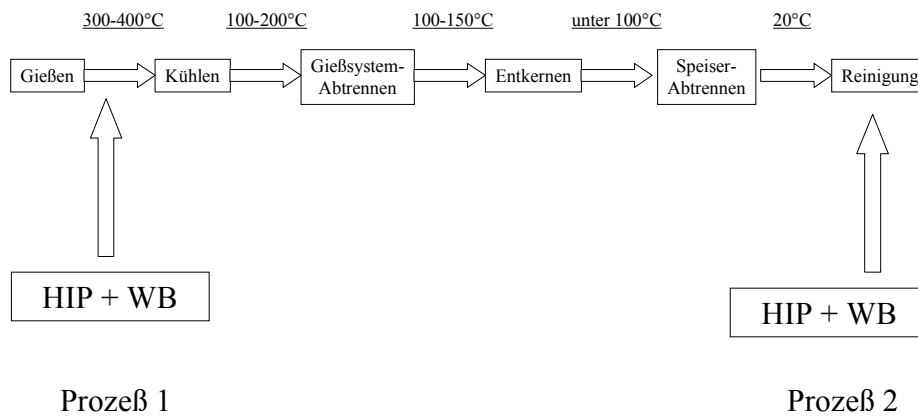 300-400°C 100-200°C 100-150°C unter 100°C 20°C
Gießen Kühlen Gießsystem-
Abtrennen Entkernen Speiser-
Abtrennen Reinigung
HIP + WB
HIP + WB
Prozeß 1
Prozeß 2